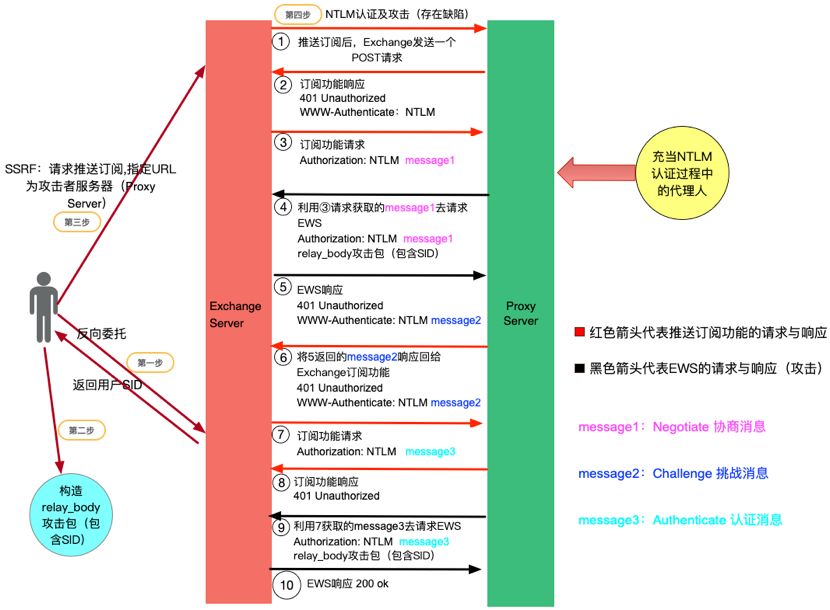 第四步
NTLM认证及攻击（存在缺陷）
① 推送订阅后，Exchange发送一个
POST请求
② 订阅功能响应
401 Unauthorized
WWW-Authenticate：NTLM
③ 订阅功能请求
Authorization: NTLM message1
SSRF：请求推送订阅,指定URL
为攻击者服务器（Proxy
Server）
第三步
充当NTLM
认证过程中
的代理人
④ 利用③请求获取的message1去请求
EWS
Authorization: NTLM message1
relay_body攻击包（包含SID）
⑤ EWS响应
401 Unauthorized
WWW-Authenticate: NTLM message2
Exchange
Server
Proxy
Server
反向委托
第一步
返回用户SID
第二步
构造
relay_body
攻击包（包
含SID）
⑥ 将5返回的message2响应回给
Exchange订阅功能
401 Unauthorized
WWW-Authenticate: NTLM message2
⑦ 订阅功能请求
Authorization: NTLM message3
⑧ 订阅功能响应
401 Unauthorized
⑨ 利用7获取的message3去请求EWS
Authorization: NTLM message3
relay_body攻击包（包含SID）
⑩ EWS响应 200 ok
红色箭头代表推送订阅功能的请求与响应
黑色箭头代表EWS的请求与响应（攻击）
message1：Negotiate 协商消息
message2：Challenge 挑战消息
message3：Authenticate 认证消息